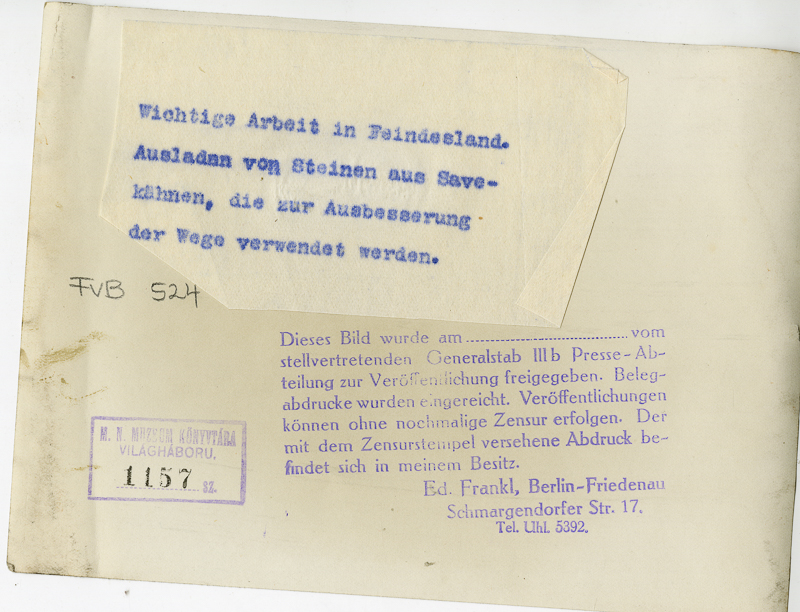 Wichtige Arbeit in Feindesland.
Ausladan von Steinen aus Save-
kähnen, die zur Ausbesserung
der Wege verwendet werden.
FvB 524
Dieses Bild wurde am ........................ vom
stellvertretenden Generalstab IIIb Presse-Ab-
teilung zur Veröffentlichung freigegeben. Beleg-
abdrucke wurden eingereicht. Veröffentlichungen
können ohne nochmalige Zensur erfolgen. Der
mit dem Zensurstempel versehene Abdruck be-
findet sich in meinem Besitz.
Ed. Frankl, Berlin-Friedenau
Schmargendorfer Str. 17.
Tel. Uhl. 5392.
M. N. MUZEUM KÖNYVTÁRA
VILÁGHÁBORU,
1157 SZ.